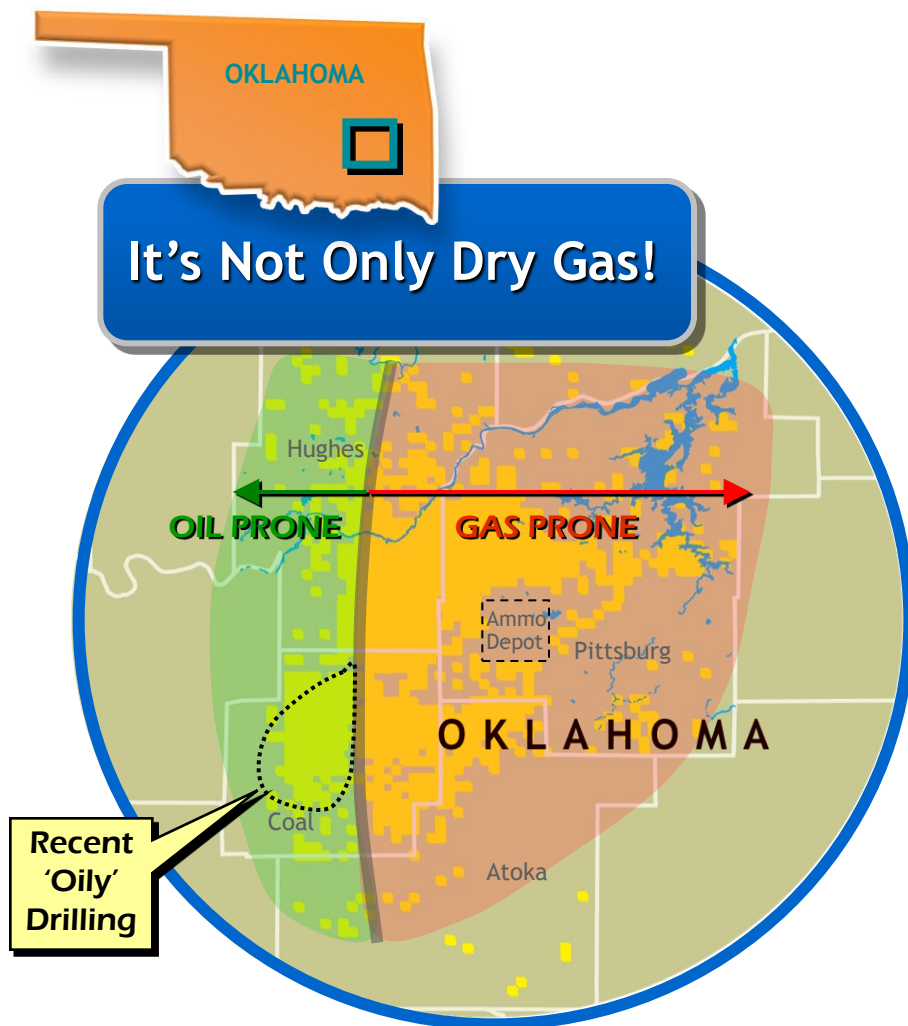 OKLAHOMA
It’s Not Only Dry Gas!
Hughes
OIL PRONE
GAS PRONE
Ammo
Depot
Pittsburg
OKLAHOMA
Coal
Recent
‘Oily’
Drilling
Atoka